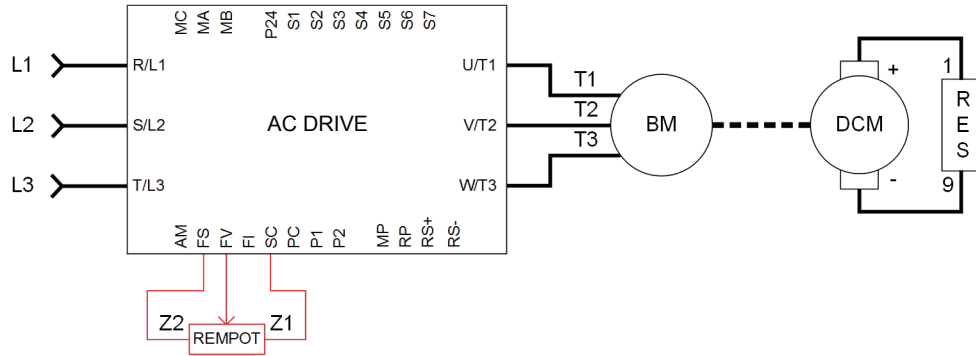 MC MA MB P24 S1 S2 S3 S4 S5 S6 S7
L1 R/L1 U/T1 T1 + 1
L2 S/L2 AC DRIVE V/T2 T2 BM DCM RES
L3 T/L3 W/T3 T3 - 9
AM FS FV FI SC PC P1 P2 MP RP RS+ RS-
Z2 REMPOT Z1